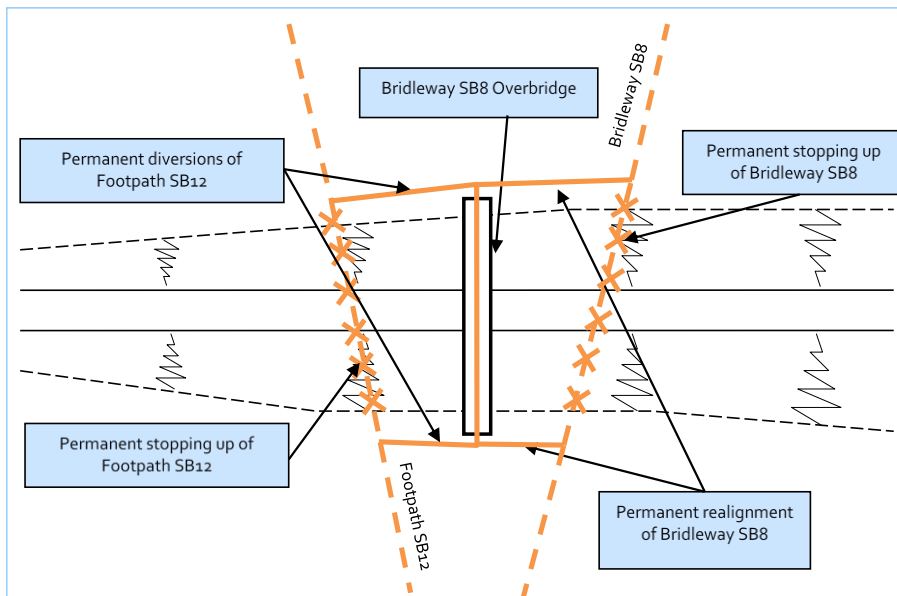 Bridleway SB8
Bridleway SB8 Overbridge
Permanent diversions of
Footpath SB12
Permanent stopping up
of Bridleway SB8
Permanent stopping up of
Footpath SB12
Footpath SB12
Permanent realignment
of Bridleway SB8